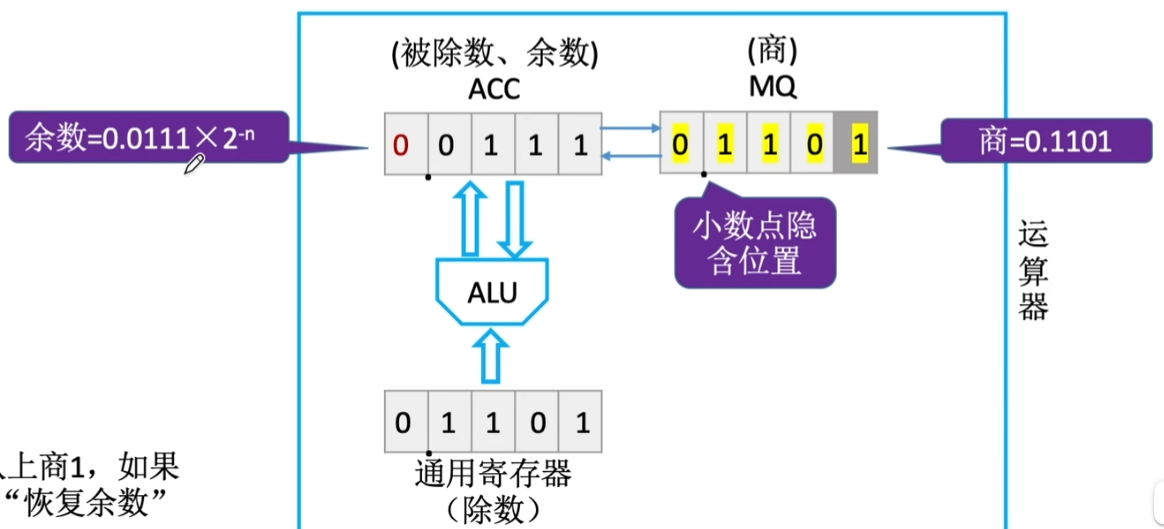 (被除数、余数)
ACC
(商)
MQ
余数=0.0111×2⁻ⁿ
0 0 1 1 1
0 1 1 0 1
商=0.1101
小数点隐
含位置
运算器
ALU
0 1 1 0 1
通用寄存器
（除数）
上商1，如果
“恢复余数”